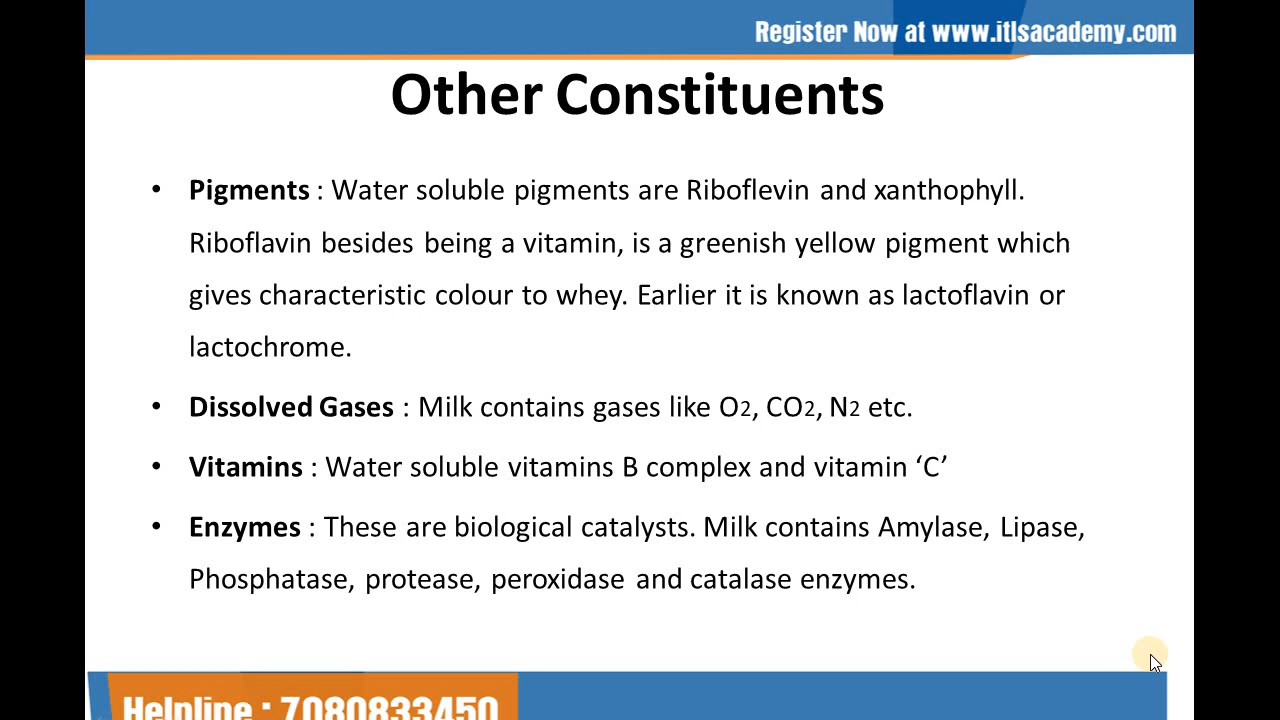 Register Now at www.itlsacademy.com
Other Constituents
• Pigments : Water soluble pigments are Riboflevin and xanthophyll.
Riboflavin besides being a vitamin, is a greenish yellow pigment which
gives characteristic colour to whey. Earlier it is known as lactoflavin or
lactochrome.
• Dissolved Gases : Milk contains gases like O2, CO2, N2 etc.
• Vitamins : Water soluble vitamins B complex and vitamin ‘C’
• Enzymes : These are biological catalysts. Milk contains Amylase, Lipase,
Phosphatase, protease, peroxidase and catalase enzymes.
Helpline : 7080833450